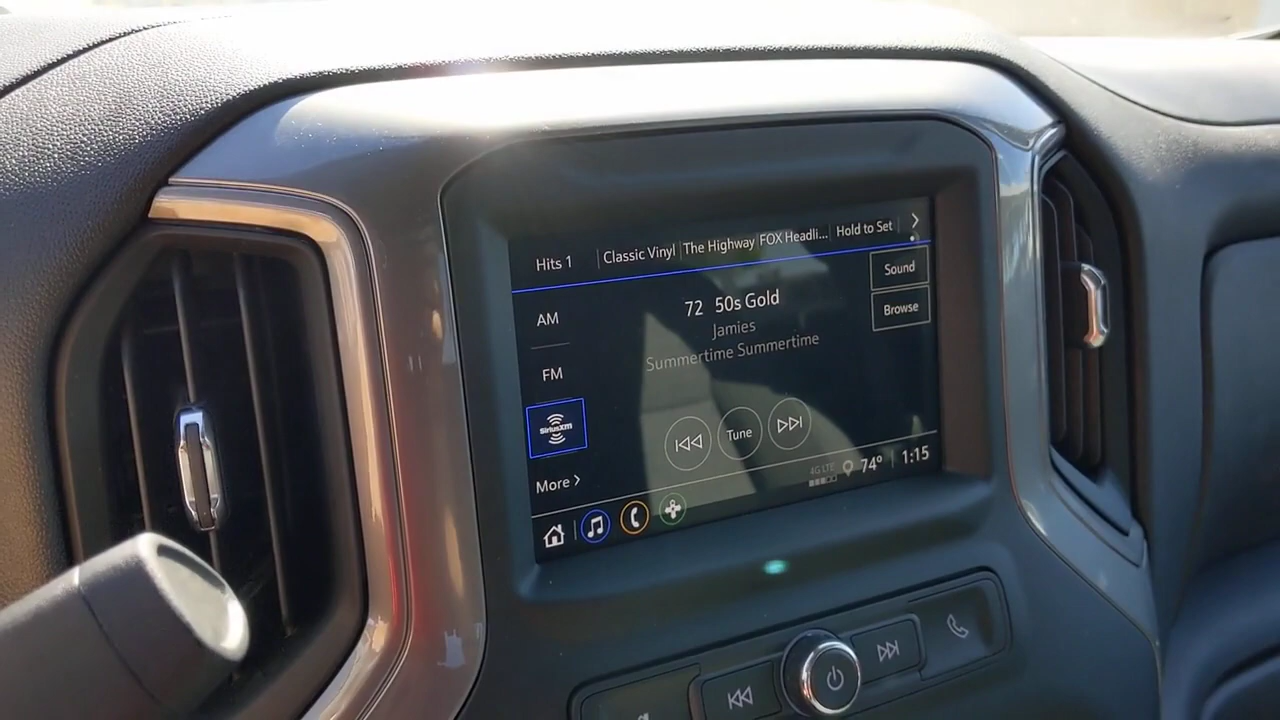 Hits 1
Classic Vinyl
The Highway
FOX Headli...
Hold to Set
Sound
Browse
AM
FM
SiriusXM
More
72 50s Gold
Jamies
Summertime Summertime
Tune
4G LTE
74° 1:15